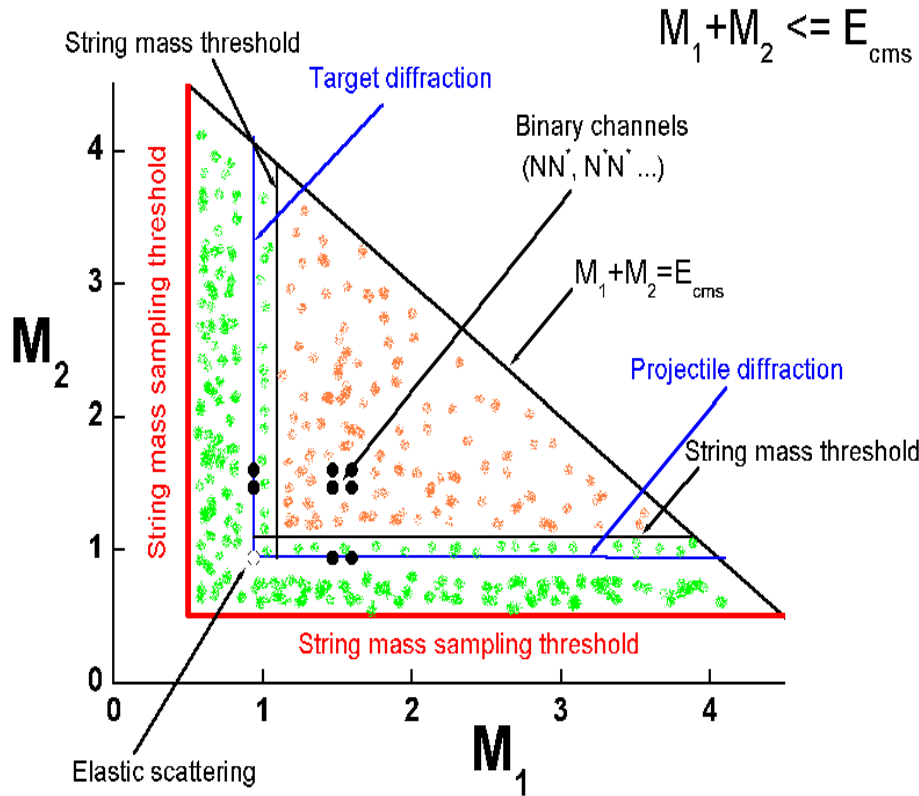 M1+M2 <= Ecms
String mass threshold
Target diffraction
Binary channels
(NN*, N*N* ...)
String mass sampling threshold
M1+M2=Ecms
M2
Projectile diffraction
String mass threshold
String mass sampling threshold
4
3
2
1
0
0 1 2 3 4
M1
Elastic scattering